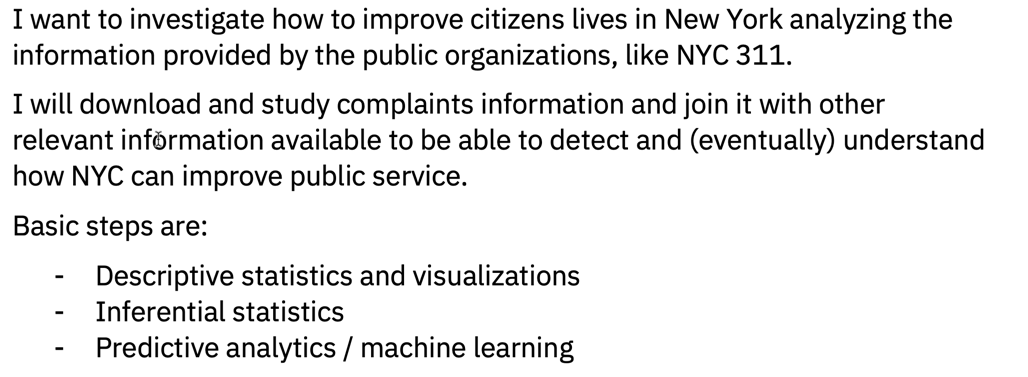 I want to investigate how to improve citizens lives in New York analyzing the
information provided by the public organizations, like NYC 311.
I will download and study complaints information and join it with other
relevant information available to be able to detect and (eventually) understand
how NYC can improve public service.
Basic steps are:
- Descriptive statistics and visualizations
- Inferential statistics
- Predictive analytics / machine learning